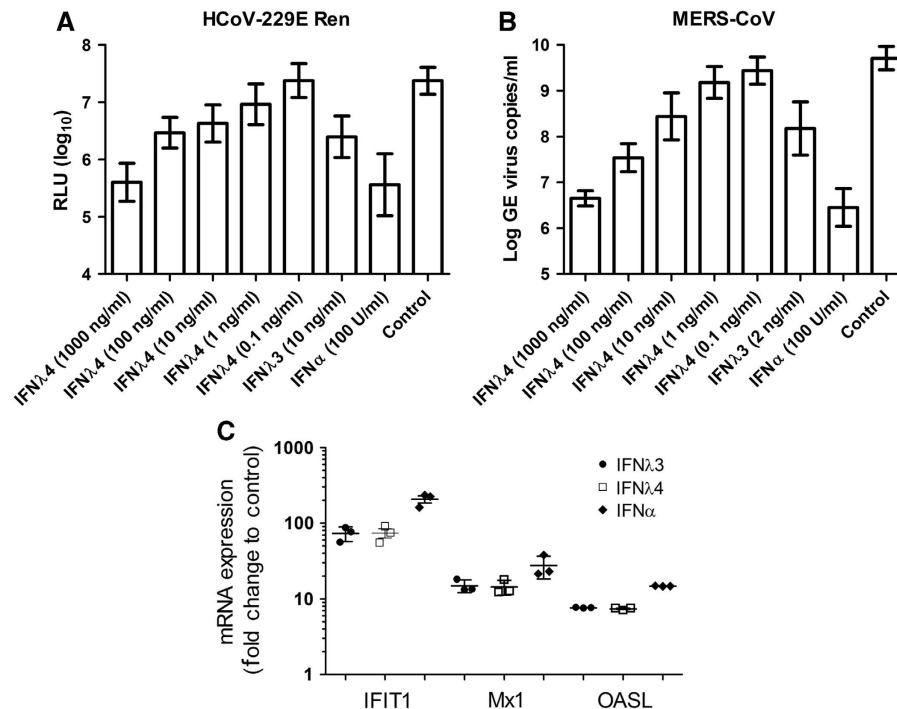 A
HCoV-229E Ren
RLU (log10)
8
7
6
5
4
IFNλ4 (1000 ng/ml)
IFNλ4 (100 ng/ml)
IFNλ4 (10 ng/ml)
IFNλ4 (1 ng/ml)
IFNλ4 (0.1 ng/ml)
IFNλ3 (10 ng/ml)
IFNα (100 U/ml)
Control
B
MERS-CoV
Log GE virus copies/ml
10
9
8
7
6
5
IFNλ4 (1000 ng/ml)
IFNλ4 (100 ng/ml)
IFNλ4 (10 ng/ml)
IFNλ4 (1 ng/ml)
IFNλ4 (0.1 ng/ml)
IFNλ3 (2 ng/ml)
IFNα (100 U/ml)
Control
C
mRNA expression
(fold change to control)
1000
100
10
1
IFNλ3
IFNλ4
IFNα
IFIT1
Mx1
OASL